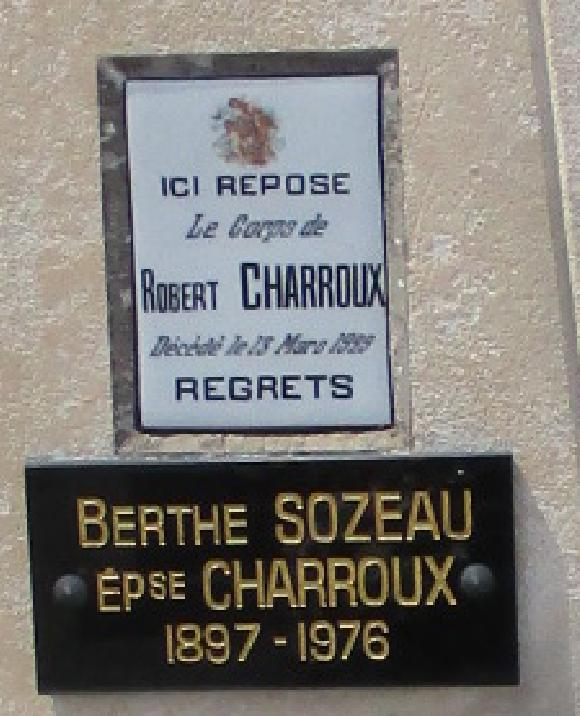 ICI REPOSE
Le Corps de
ROBERT CHARROUX
Décédé le Mars
REGRETS
BERTHE SOZEAU
ÉPSE CHARROUX
1897 - 1976